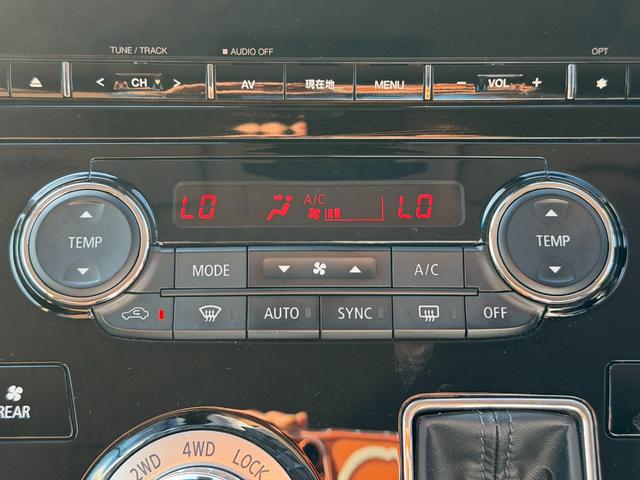 TUNE / TRACK
AUDIO OFF
OPT
< CH >
AV
現在地
MENU
− VOL +
LO
A/C
LO
TEMP
TEMP
MODE
A/C
AUTO
SYNC
OFF
REAR
2WD
4WD
LOCK